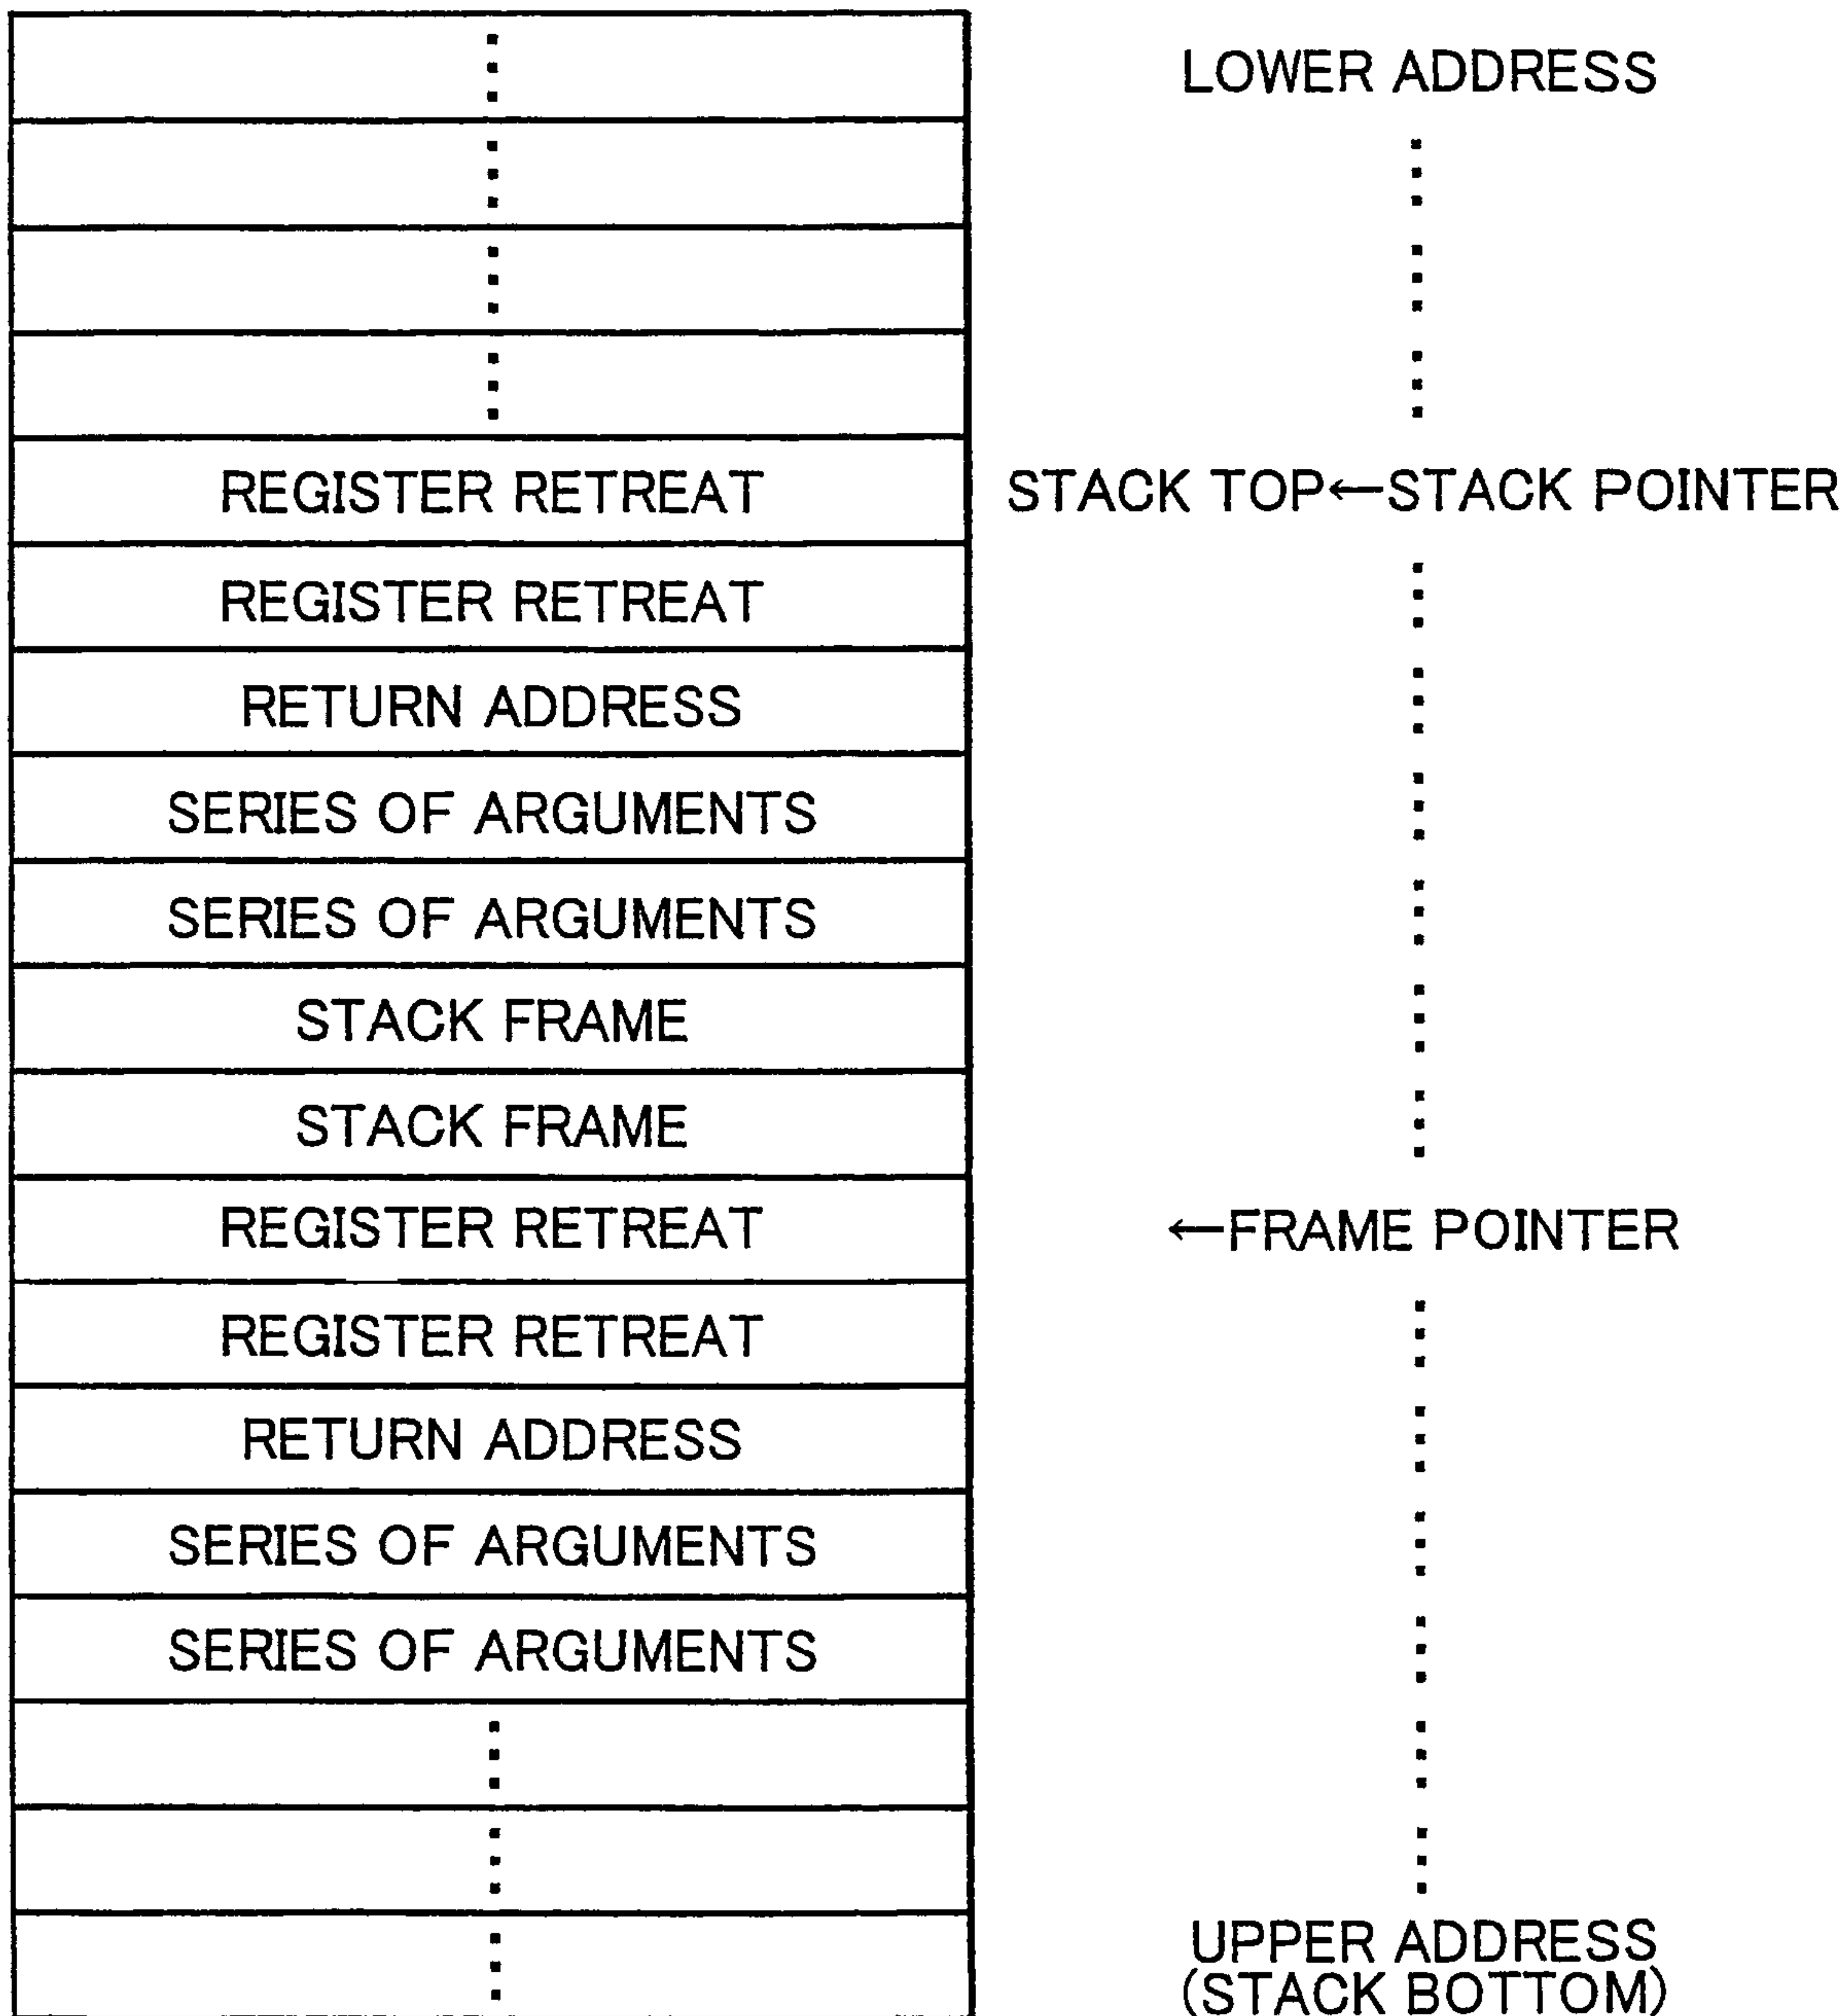 LOWER ADDRESS
REGISTER RETREAT STACK TOP←STACK POINTER
REGISTER RETREAT
RETURN ADDRESS
SERIES OF ARGUMENTS
SERIES OF ARGUMENTS
STACK FRAME
STACK FRAME
REGISTER RETREAT ←FRAME POINTER
REGISTER RETREAT
RETURN ADDRESS
SERIES OF ARGUMENTS
SERIES OF ARGUMENTS
UPPER ADDRESS
(STACK BOTTOM)